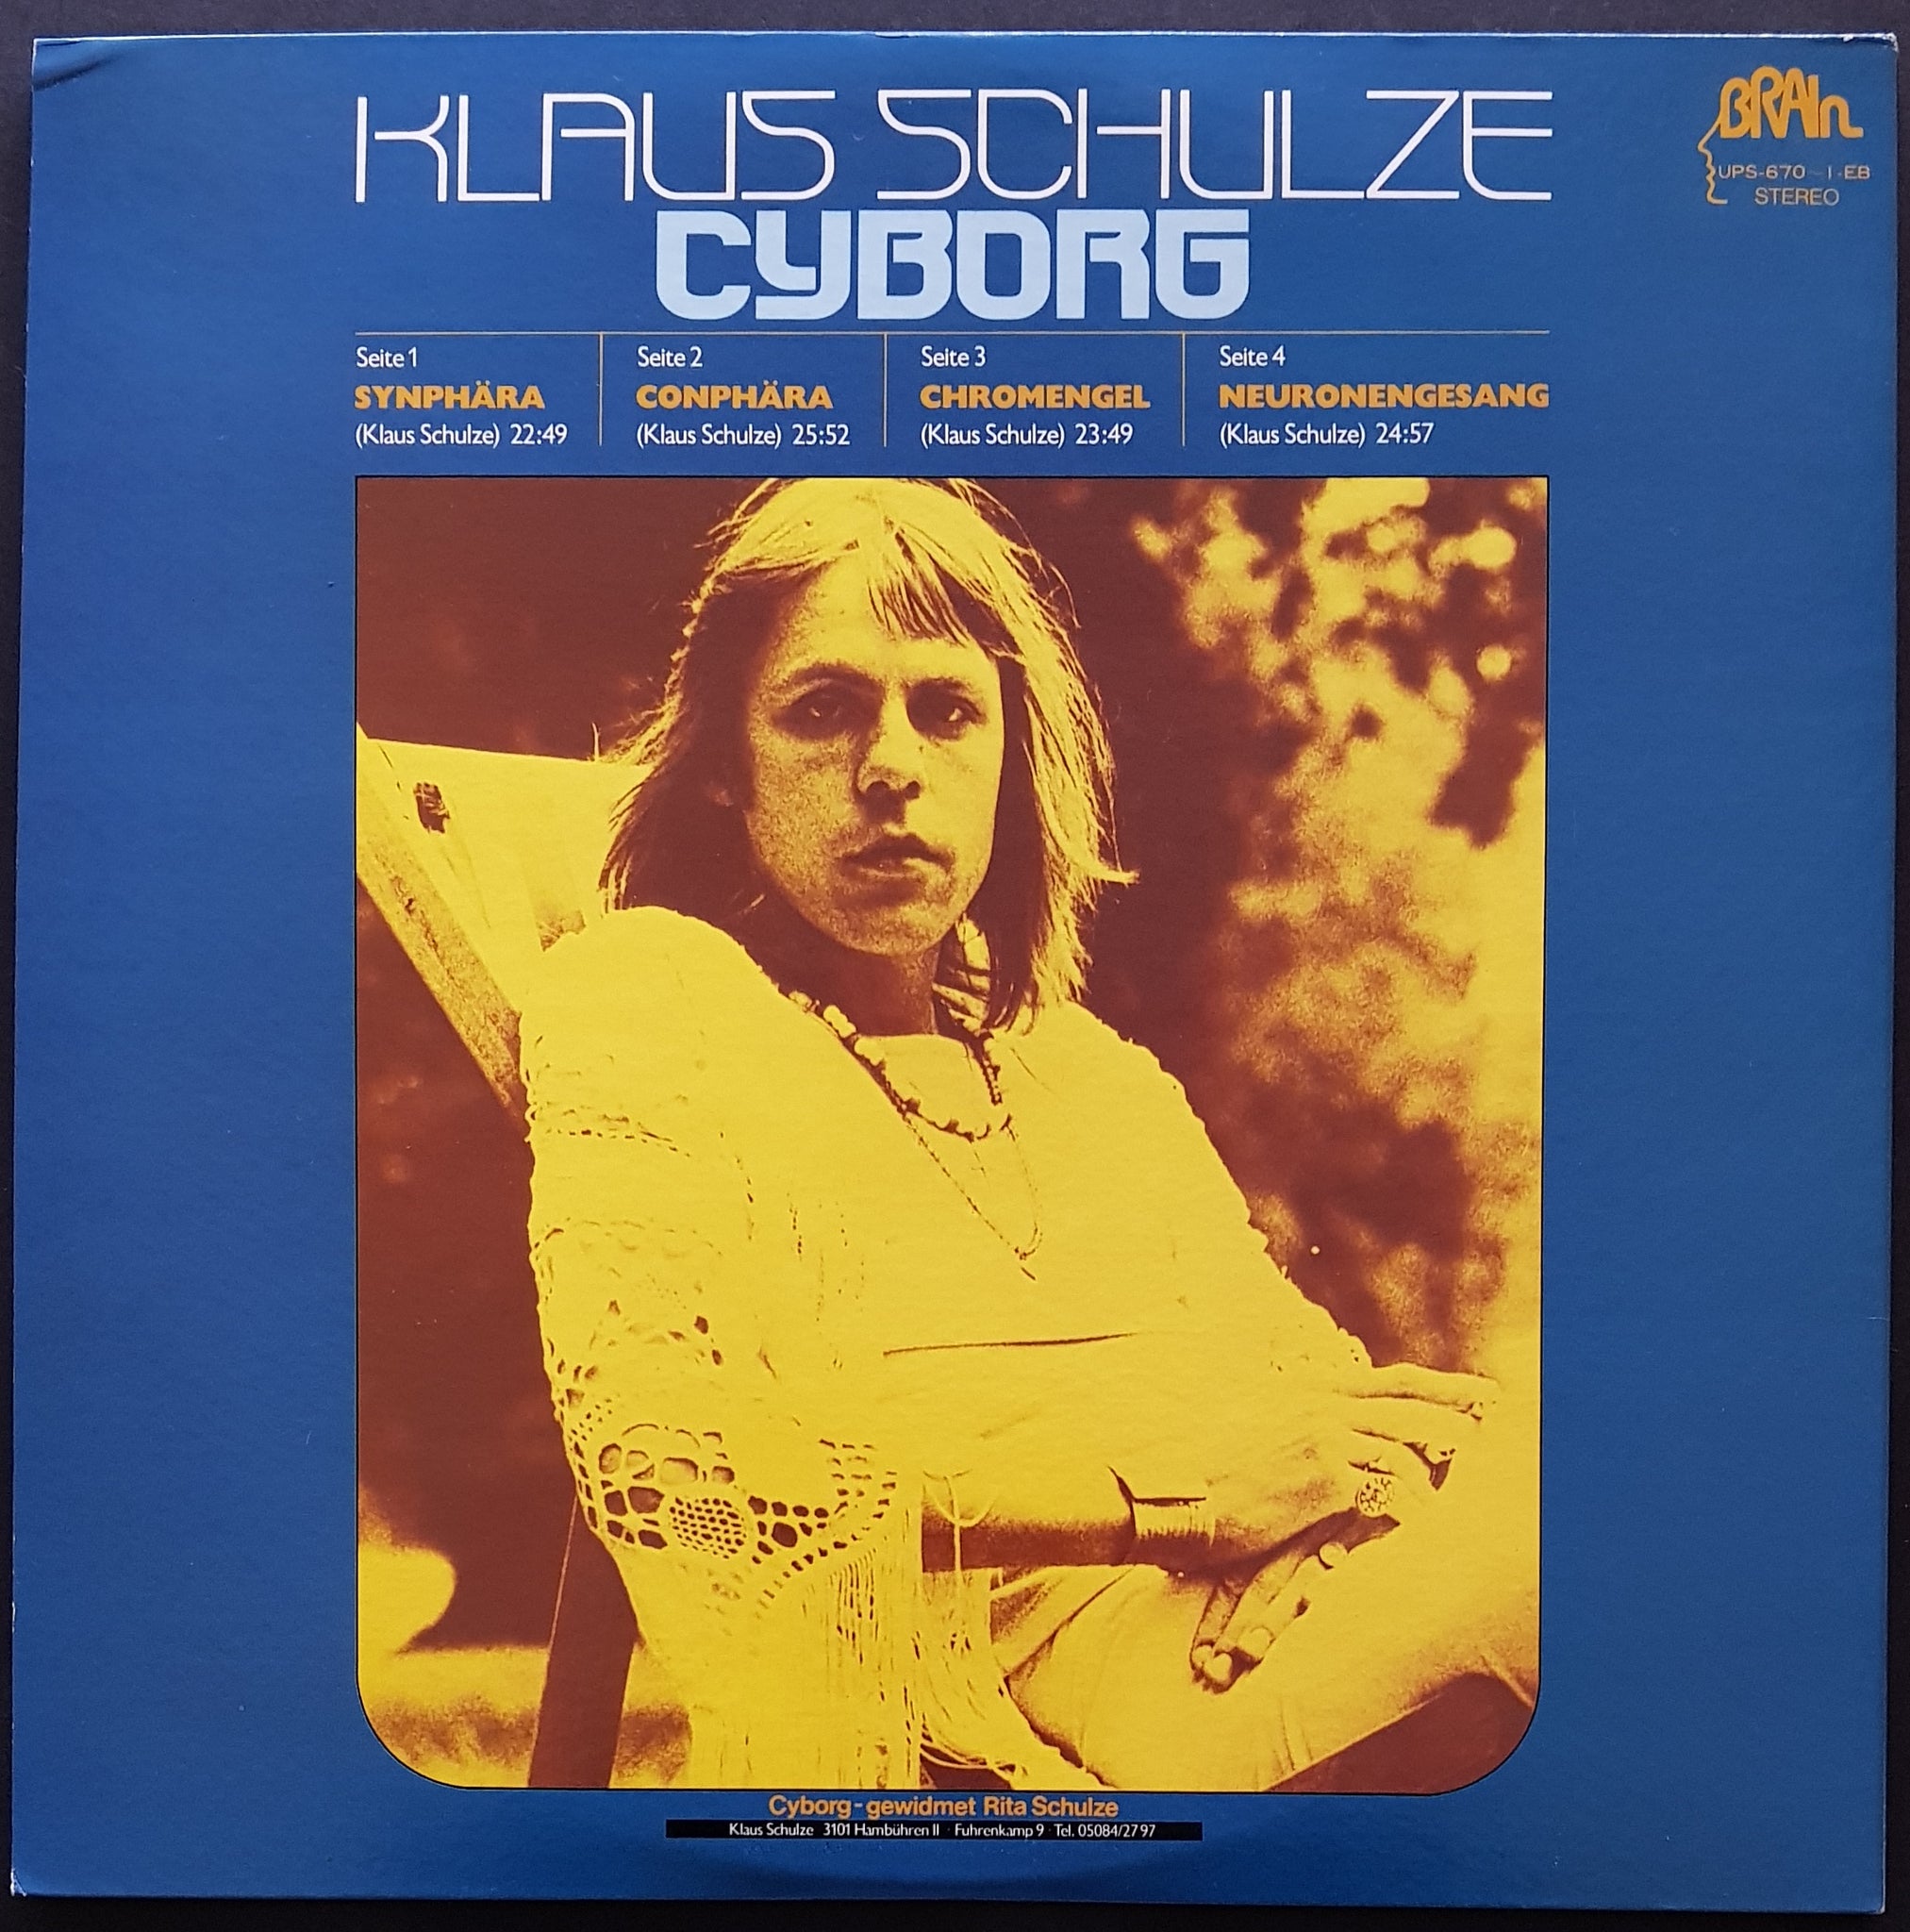 KLAUS SCHULZE
CYBORG
BRAIN
UPS-670-1-EB
STEREO
Seite 1
SYNPHÄRA
(Klaus Schulze) 22:49
Seite 2
CONPHÄRA
(Klaus Schulze) 25:52
Seite 3
CHROMENGEL
(Klaus Schulze) 23:49
Seite 4
NEURONENGESANG
(Klaus Schulze) 24:57
Cyborg - gewidmet Rita Schulze
Klaus Schulze 3101 Hambühren II · Fuhrenkamp 9 · Tel. 05084/2797